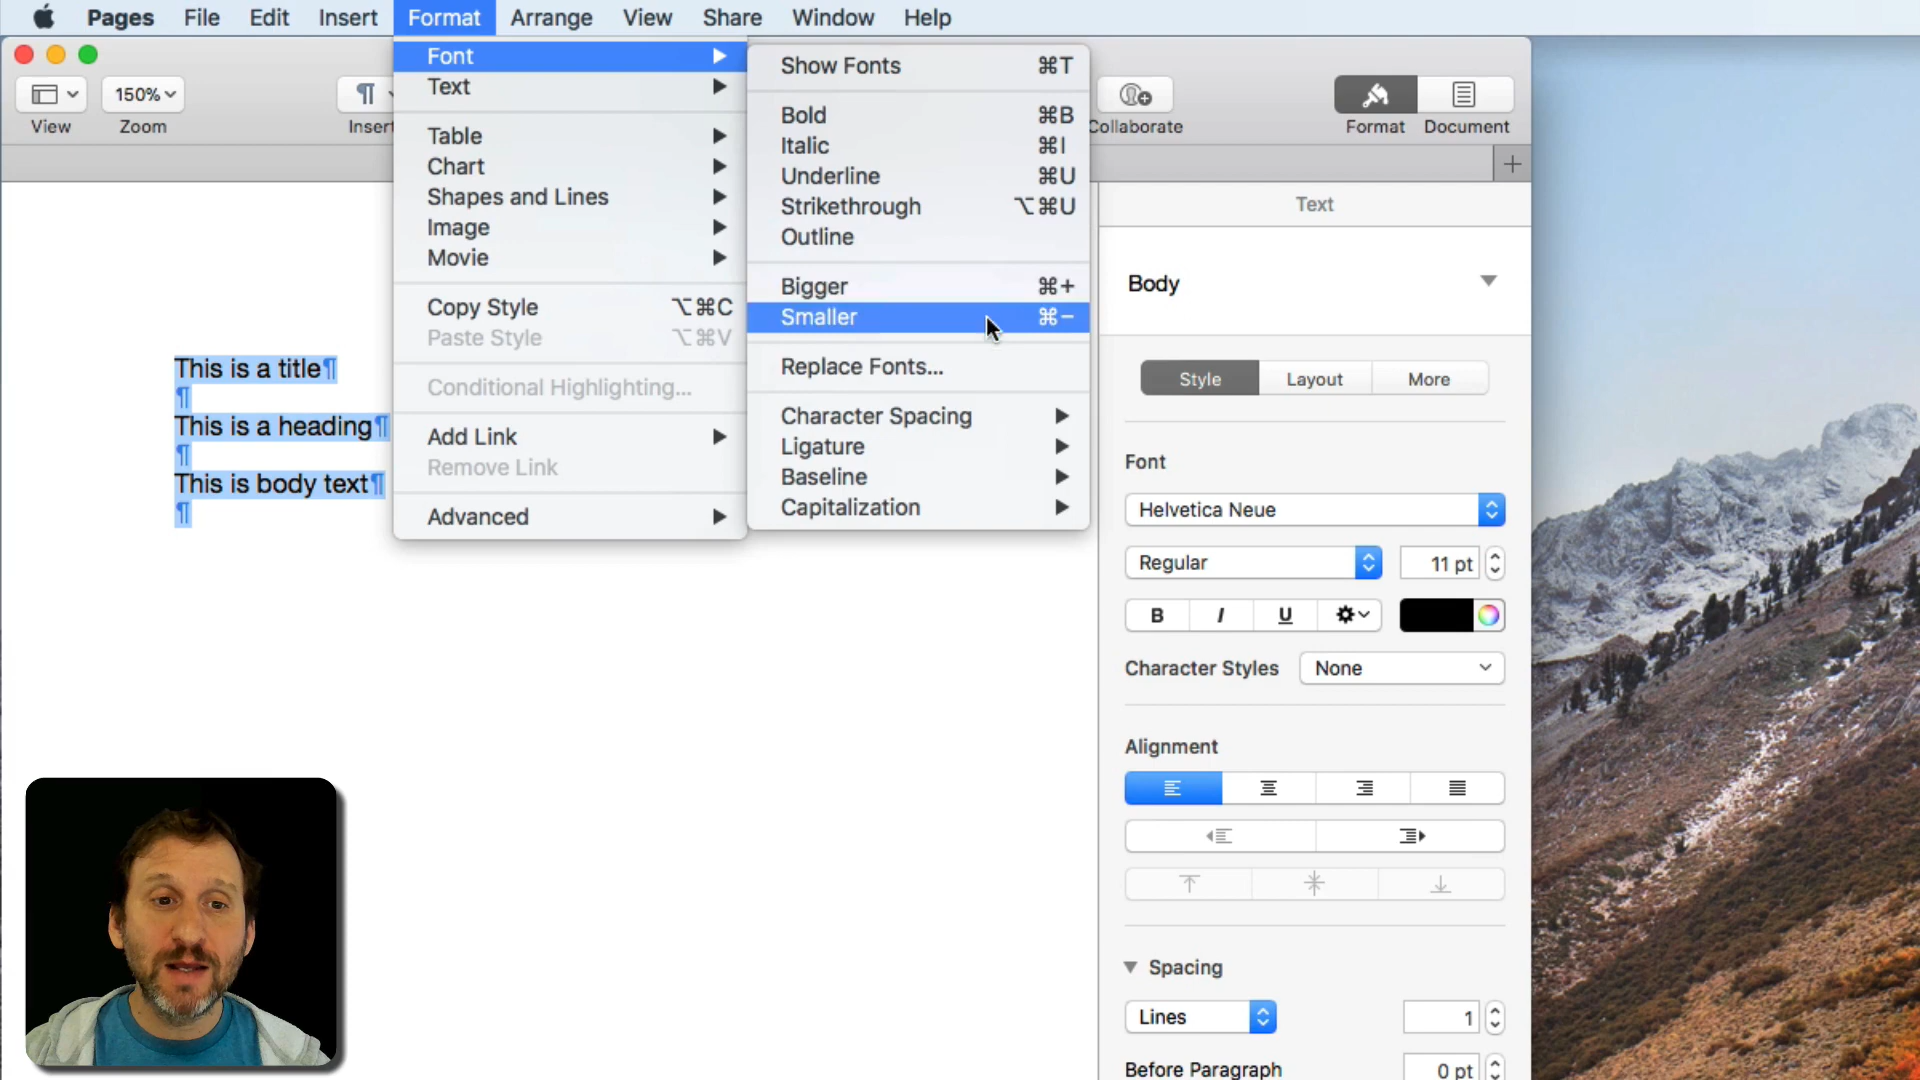 Pages File Edit Insert Format Arrange View Share Window Help
150%
View Zoom Insert Collaborate Format Document
Font
Text
Table
Chart
Shapes and Lines
Image
Movie
Copy Style ⌥⌘C
Paste Style ⌥⌘V
Conditional Highlighting...
Add Link
Remove Link
Advanced
Show Fonts ⌘T
Bold ⌘B
Italic ⌘I
Underline ⌘U
Strikethrough ⌥⌘U
Outline
Bigger ⌘+
Smaller ⌘−
Replace Fonts...
Character Spacing
Ligature
Baseline
Capitalization
This is a title¶
¶
This is a heading¶
¶
This is body text¶
¶
Text
Body
Style Layout More
Font
Helvetica Neue
Regular 11 pt
B I U
Character Styles None
Alignment
Spacing
Lines 1
Before Paragraph 0 pt